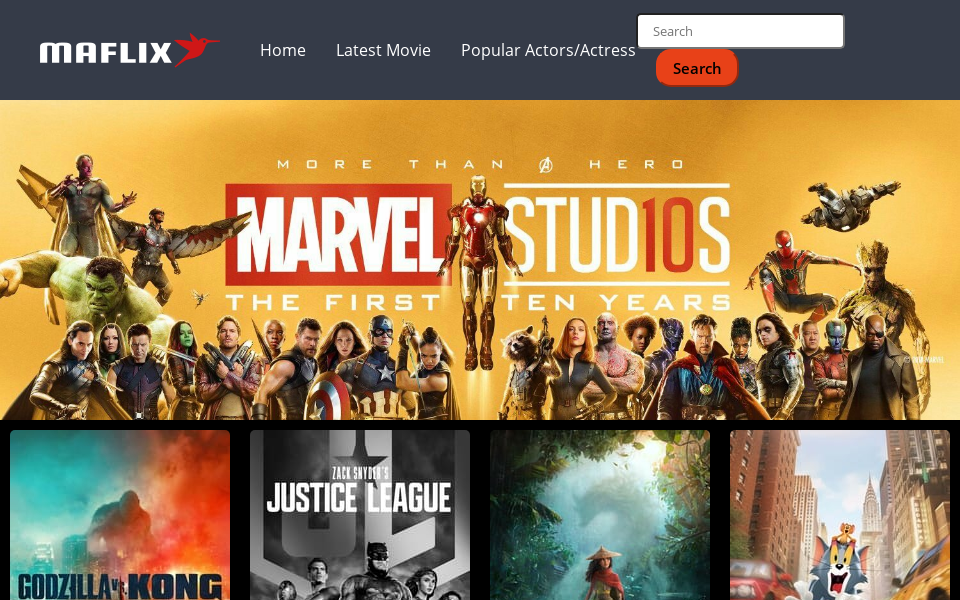 MAFLIX
Home
Latest Movie
Popular Actors/Actress
Search
Search
MORE THAN A HERO
MARVEL STUD10S
THE FIRST TEN YEARS
ZACK SNYDER'S
JUSTICE LEAGUE
GODZILLA vs. KONG